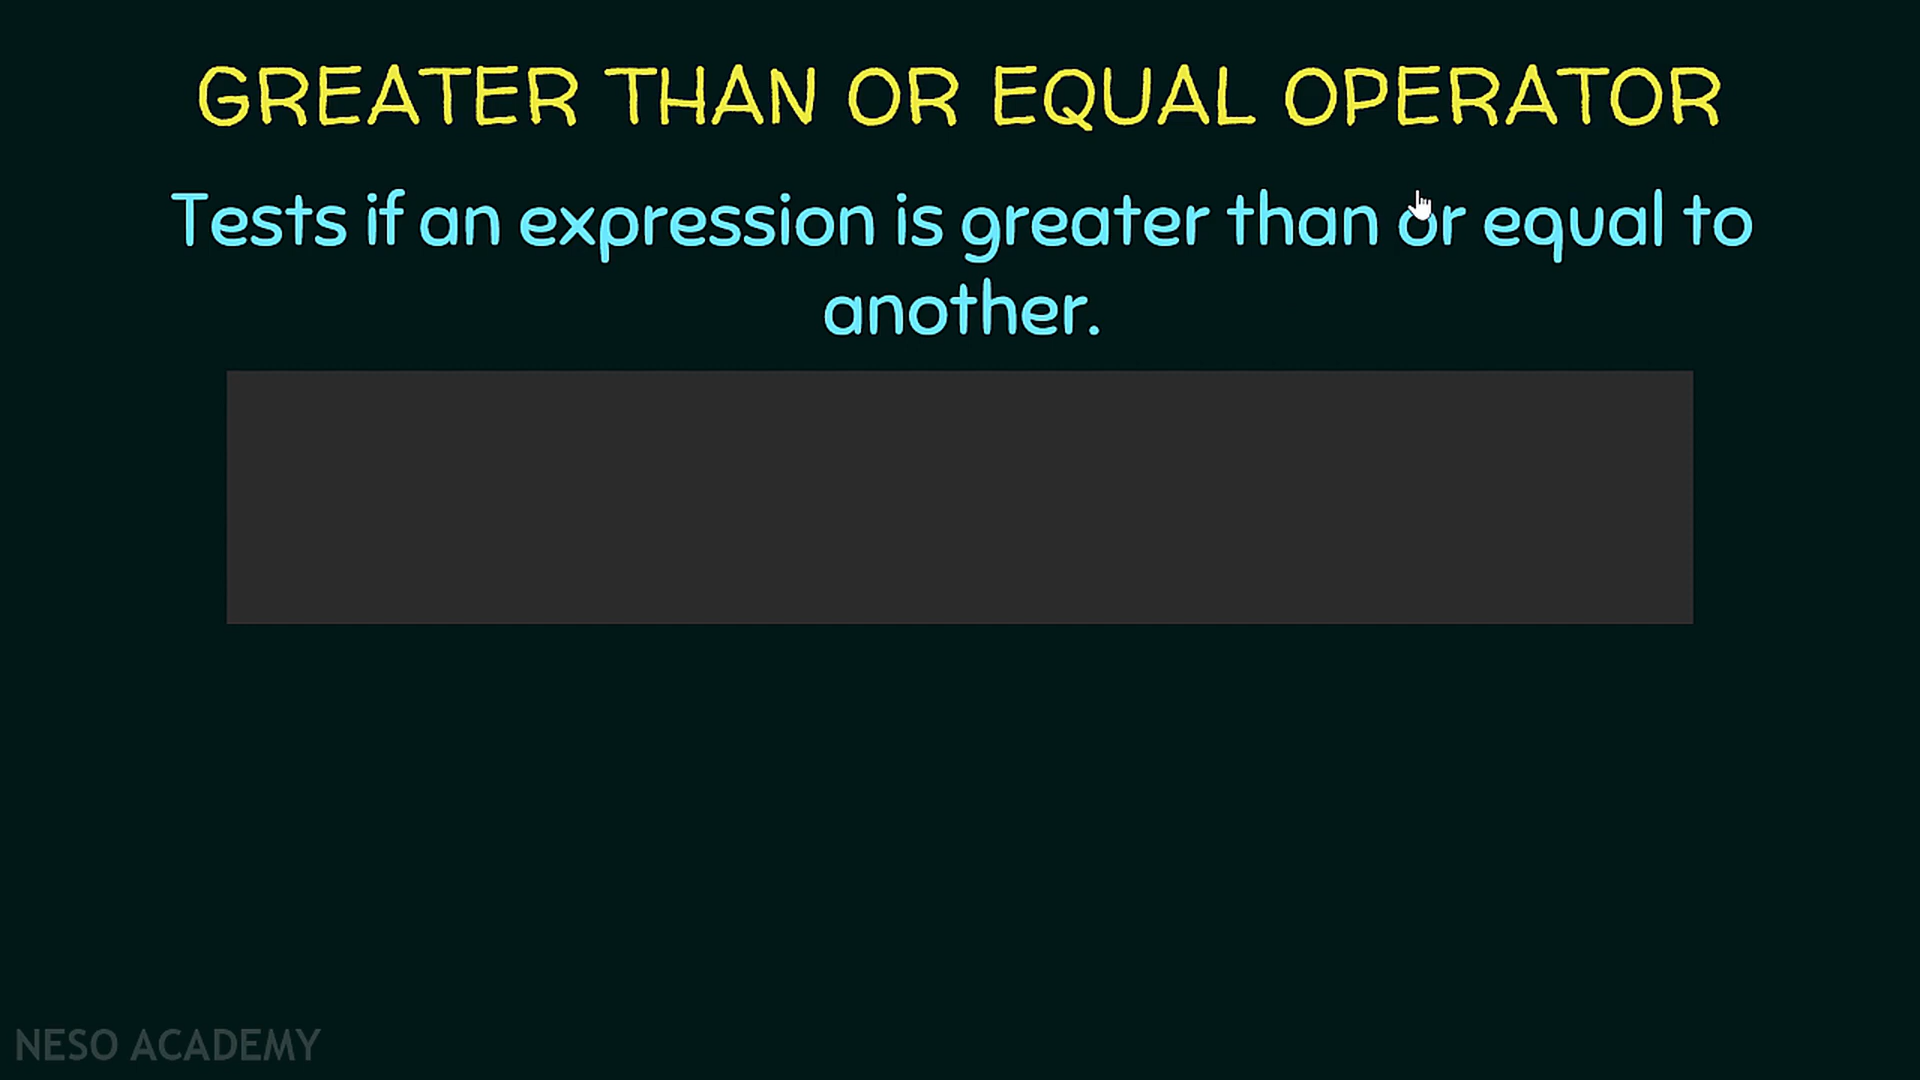 GREATER THAN OR EQUAL OPERATOR
Tests if an expression is greater than or equal to
another.
NESO ACADEMY